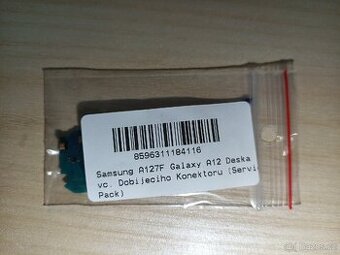 8596311184116
Samsung A127F Galaxy A12 Deska
vc. Dobijeciho Konektoru (Servi
Pack)